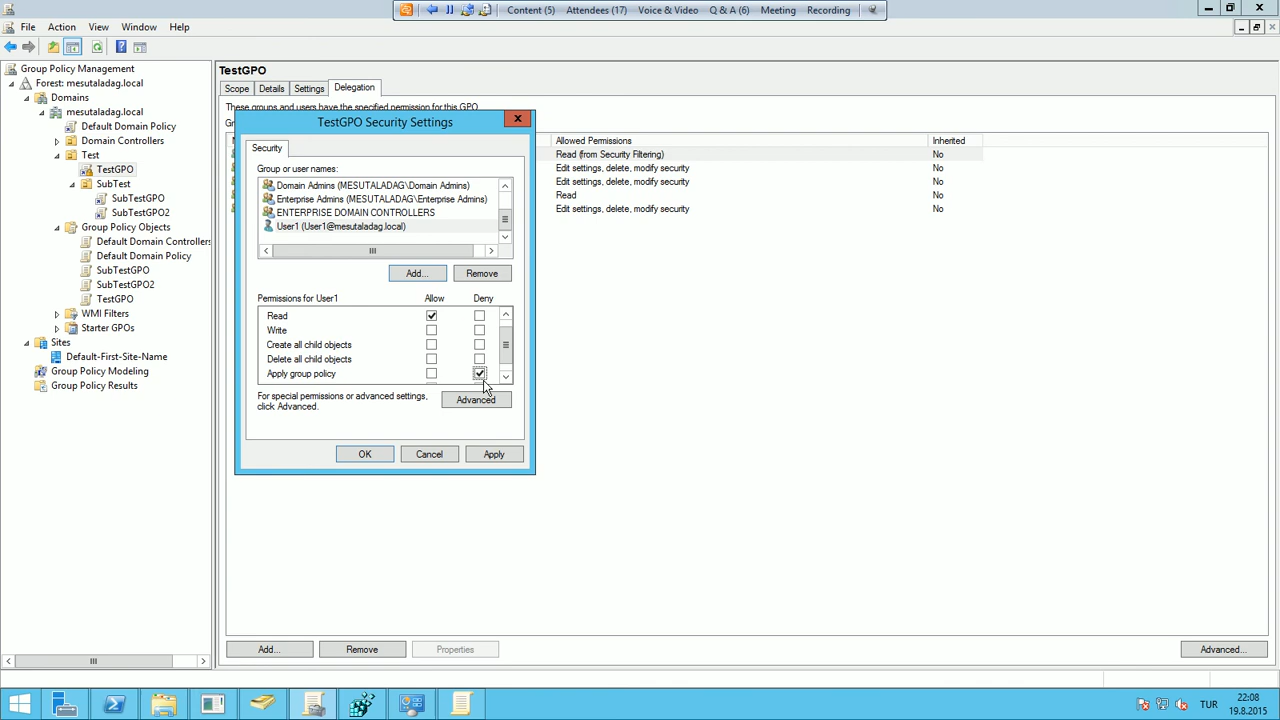 Content (5) Attendees (17) Voice & Video Q & A (6) Meeting Recording
File Action View Window Help
Group Policy Management
Forest: mesutaladag.local
Domains
mesutaladag.local
Default Domain Policy
Domain Controllers
Test
TestGPO
SubTest
SubTestGPO
SubTestGPO2
Group Policy Objects
Default Domain Controllers
Default Domain Policy
SubTestGPO
SubTestGPO2
TestGPO
WMI Filters
Starter GPOs
Sites
Default-First-Site-Name
Group Policy Modeling
Group Policy Results
TestGPO
Scope Details Settings Delegation
These groups and users have the specified permission for this GPO
Allowed Permissions Inherited
Read (from Security Filtering) No
Edit settings, delete, modify security No
Edit settings, delete, modify security No
Read No
Edit settings, delete, modify security No
TestGPO Security Settings
Security
Group or user names:
Domain Admins (MESUTALADAG\Domain Admins)
Enterprise Admins (MESUTALADAG\Enterprise Admins)
ENTERPRISE DOMAIN CONTROLLERS
User1 (User1@mesutaladag.local)
Add... Remove
Permissions for User1 Allow Deny
Read
Write
Create all child objects
Delete all child objects
Apply group policy
For special permissions or advanced settings,
click Advanced.
Advanced
OK Cancel Apply
Add... Remove Properties Advanced...
TUR
22:08
19.8.2015